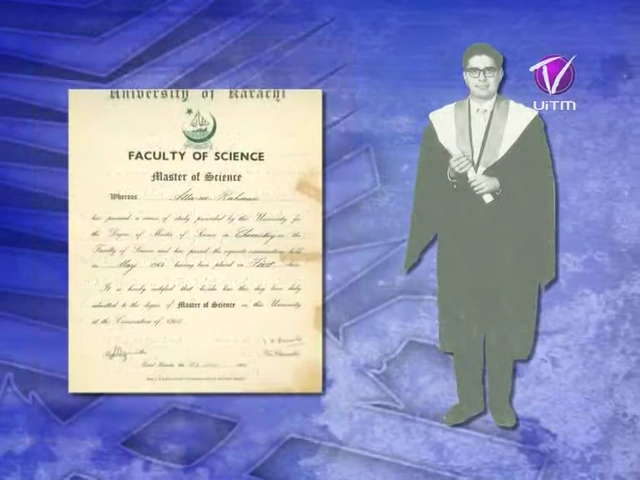 University of Karachi
FACULTY OF SCIENCE
Master of Science
Whereas Atta-ur-Rahman
has pursued a course of study prescribed by this University for
the Degree of Master of Science in Chemistry in the
Faculty of Science and has passed the requisite examinations held
in May, having been placed in First class
It is hereby certified that he/she has this day been duly
admitted to the degree of Master of Science in this University
at the Convocation of
Vice-Chancellor
TV
UiTM